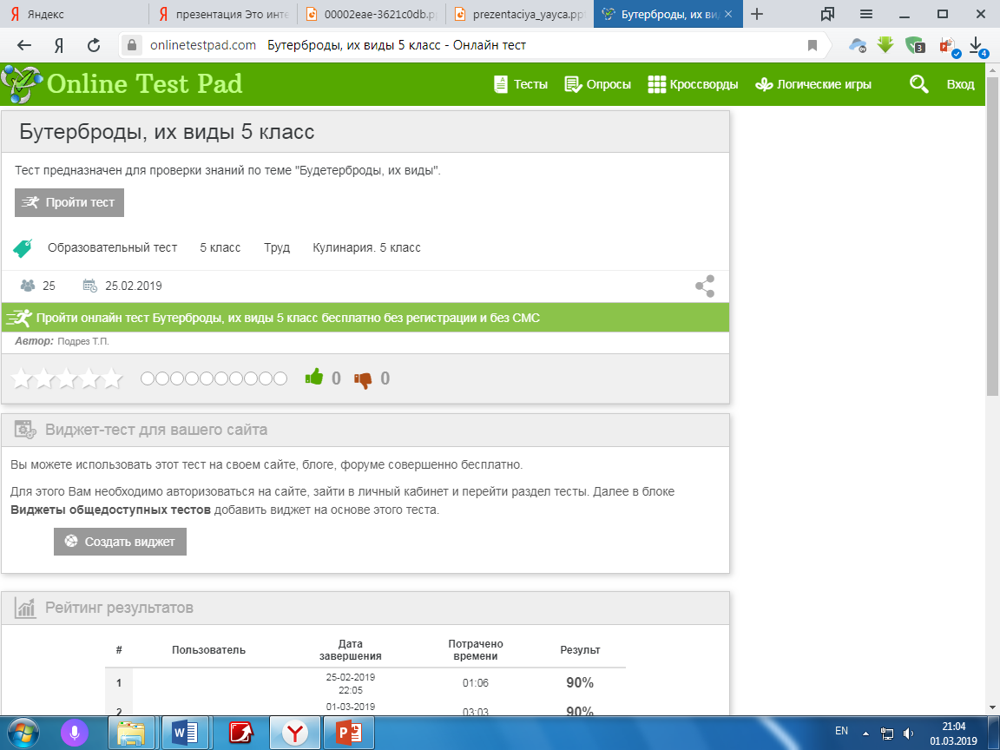 Яндекс
презентация Это инте
00002eae-3621c0db.p
prezentaciya_yayca.pp
Бутерброды, их ви
onlinetestpad.com Бутерброды, их виды 5 класс - Онлайн тест
3
4
Online Test Pad
Тесты Опросы Кроссворды Логические игры Вход
Бутерброды, их виды 5 класс
Тест предназначен для проверки знаний по теме "Будетерброды, их виды".
Пройти тест
Образовательный тест 5 класс Труд Кулинария. 5 класс
25 25.02.2019
Пройти онлайн тест Бутерброды, их виды 5 класс бесплатно без регистрации и без СМС
Автор: Подрез Т.П.
0 0
Виджет-тест для вашего сайта
Вы можете использовать этот тест на своем сайте, блоге, форуме совершенно бесплатно.
Для этого Вам необходимо авторизоваться на сайте, зайти в личный кабинет и перейти раздел тесты. Далее в блоке
Виджеты общедоступных тестов добавить виджет на основе этого теста.
Создать виджет
Рейтинг результатов
# Пользователь Дата завершения Потрачено времени Результ
1 25-02-2019 22:05 01:06 90%
2 01-03-2019 03:03 90%
EN 21:04
01.03.2019